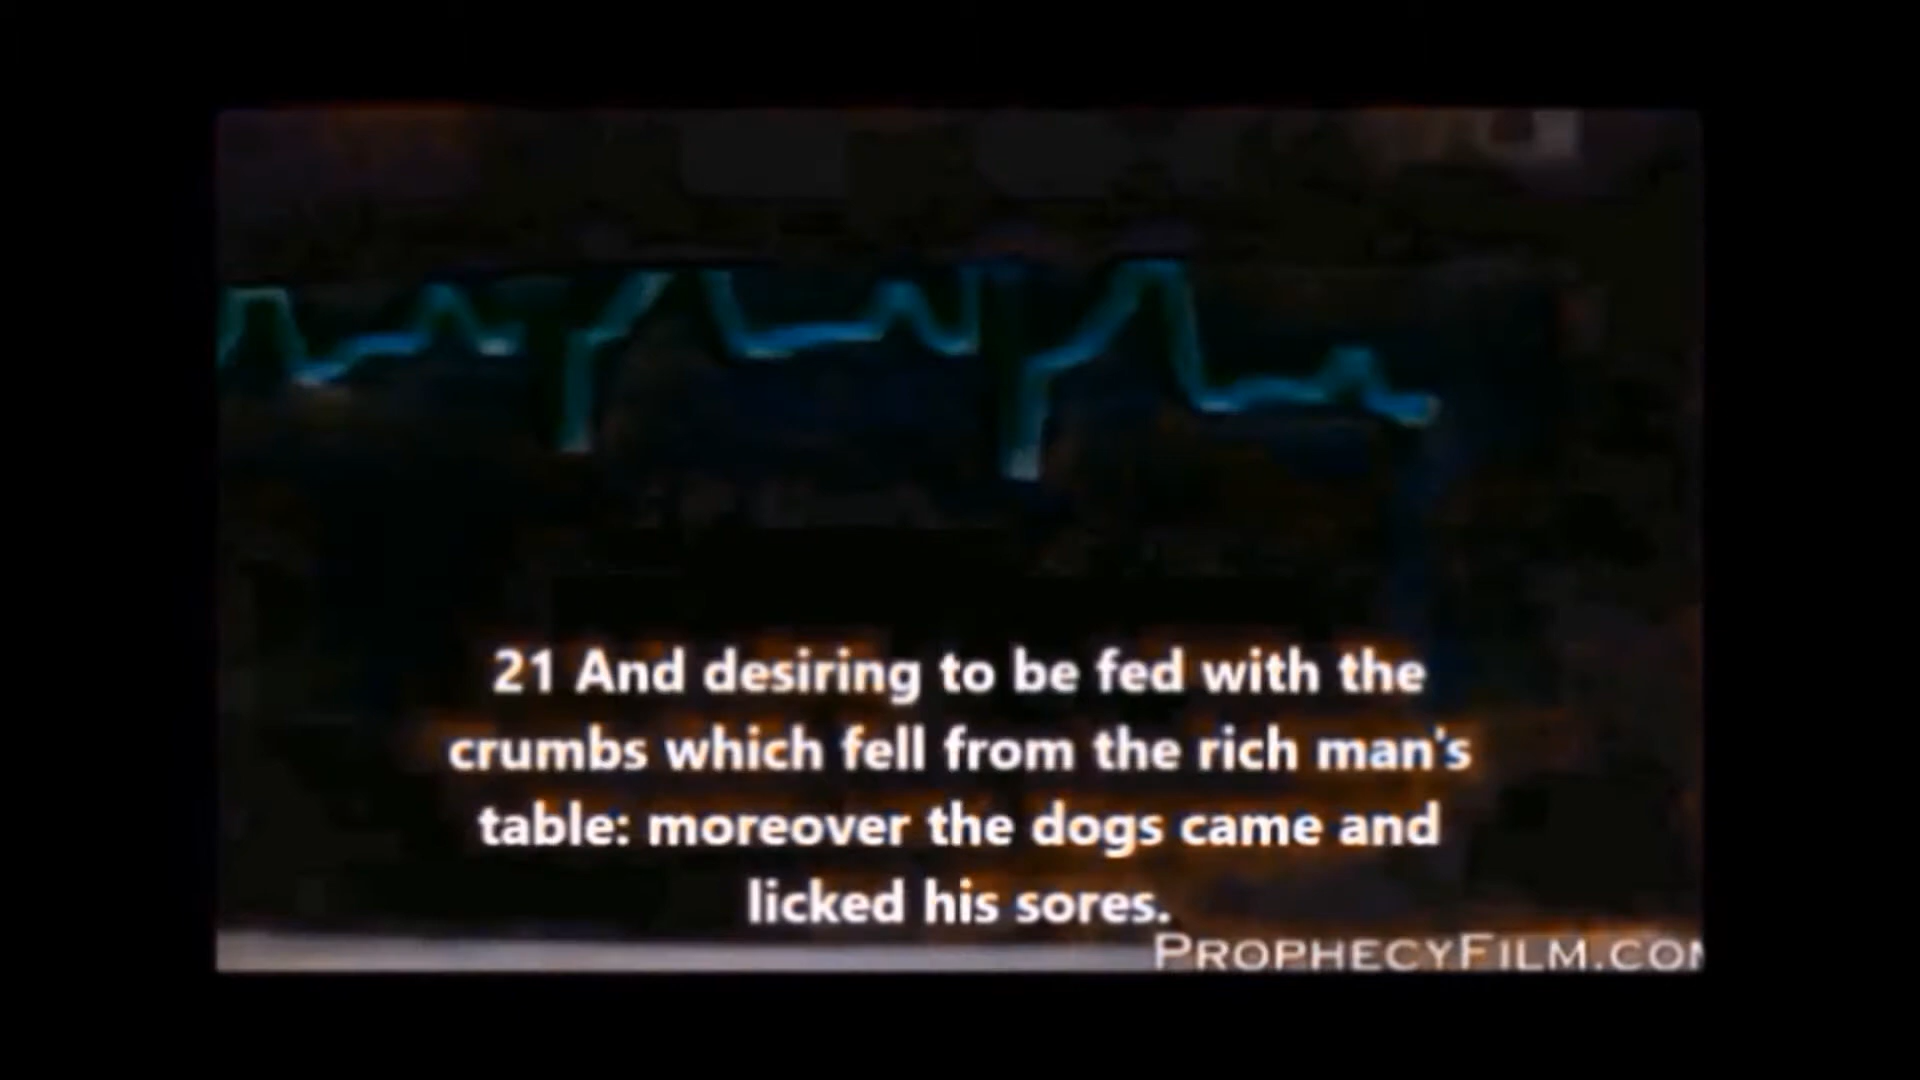 21 And desiring to be fed with the
crumbs which fell from the rich man's
table: moreover the dogs came and
licked his sores.
PROPHECYFILM.COM